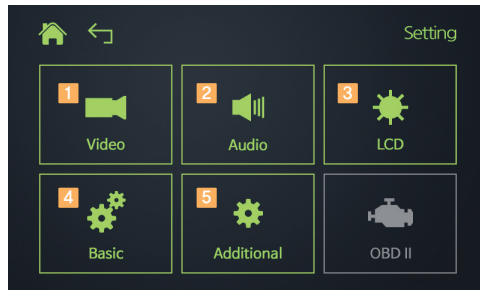 Setting
1
Video
2
Audio
3
LCD
4
Basic
5
Additional
OBD II